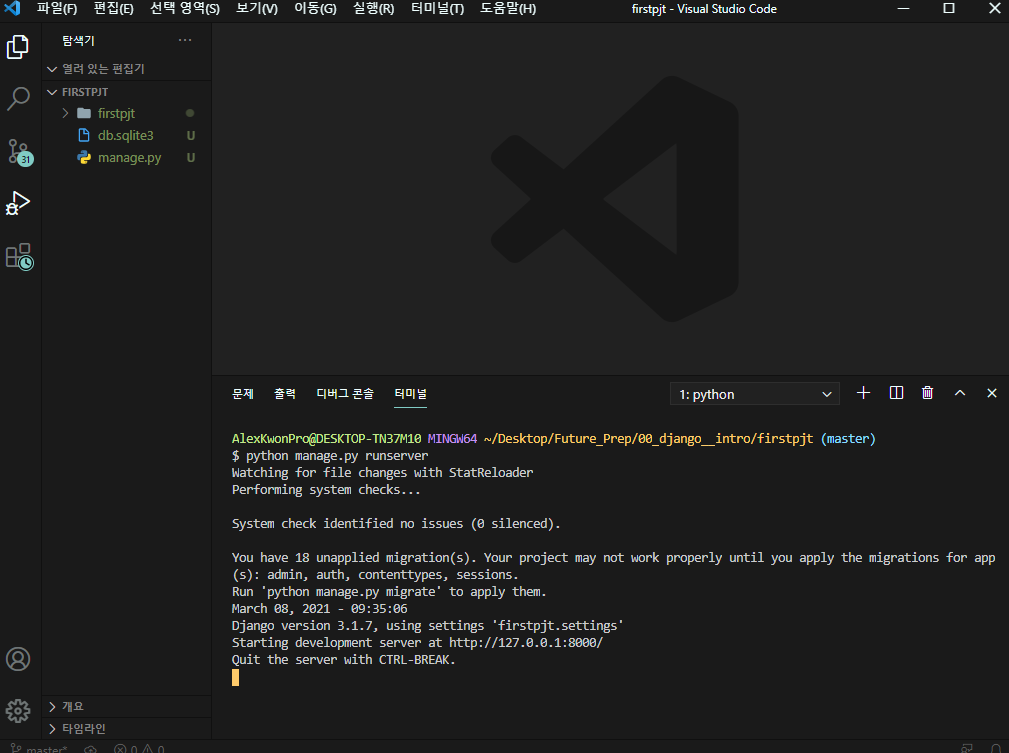 파일(F) 편집(E) 선택 영역(S) 보기(V) 이동(G) 실행(R) 터미널(T) 도움말(H) firstpjt - Visual Studio Code
탐색기 ...
열려 있는 편집기
FIRSTPJT
firstpjt
db.sqlite3 U
manage.py U
31
문제 출력 디버그 콘솔 터미널 1: python
AlexKwonPro@DESKTOP-TN37M10 MINGW64 ~/Desktop/Future_Prep/00_django__intro/firstpjt (master)
$ python manage.py runserver
Watching for file changes with StatReloader
Performing system checks...
System check identified no issues (0 silenced).
You have 18 unapplied migration(s). Your project may not work properly until you apply the migrations for app
(s): admin, auth, contenttypes, sessions.
Run 'python manage.py migrate' to apply them.
March 08, 2021 - 09:35:06
Django version 3.1.7, using settings 'firstpjt.settings'
Starting development server at http://127.0.0.1:8000/
Quit the server with CTRL-BREAK.
개요
타임라인
master* 0 0